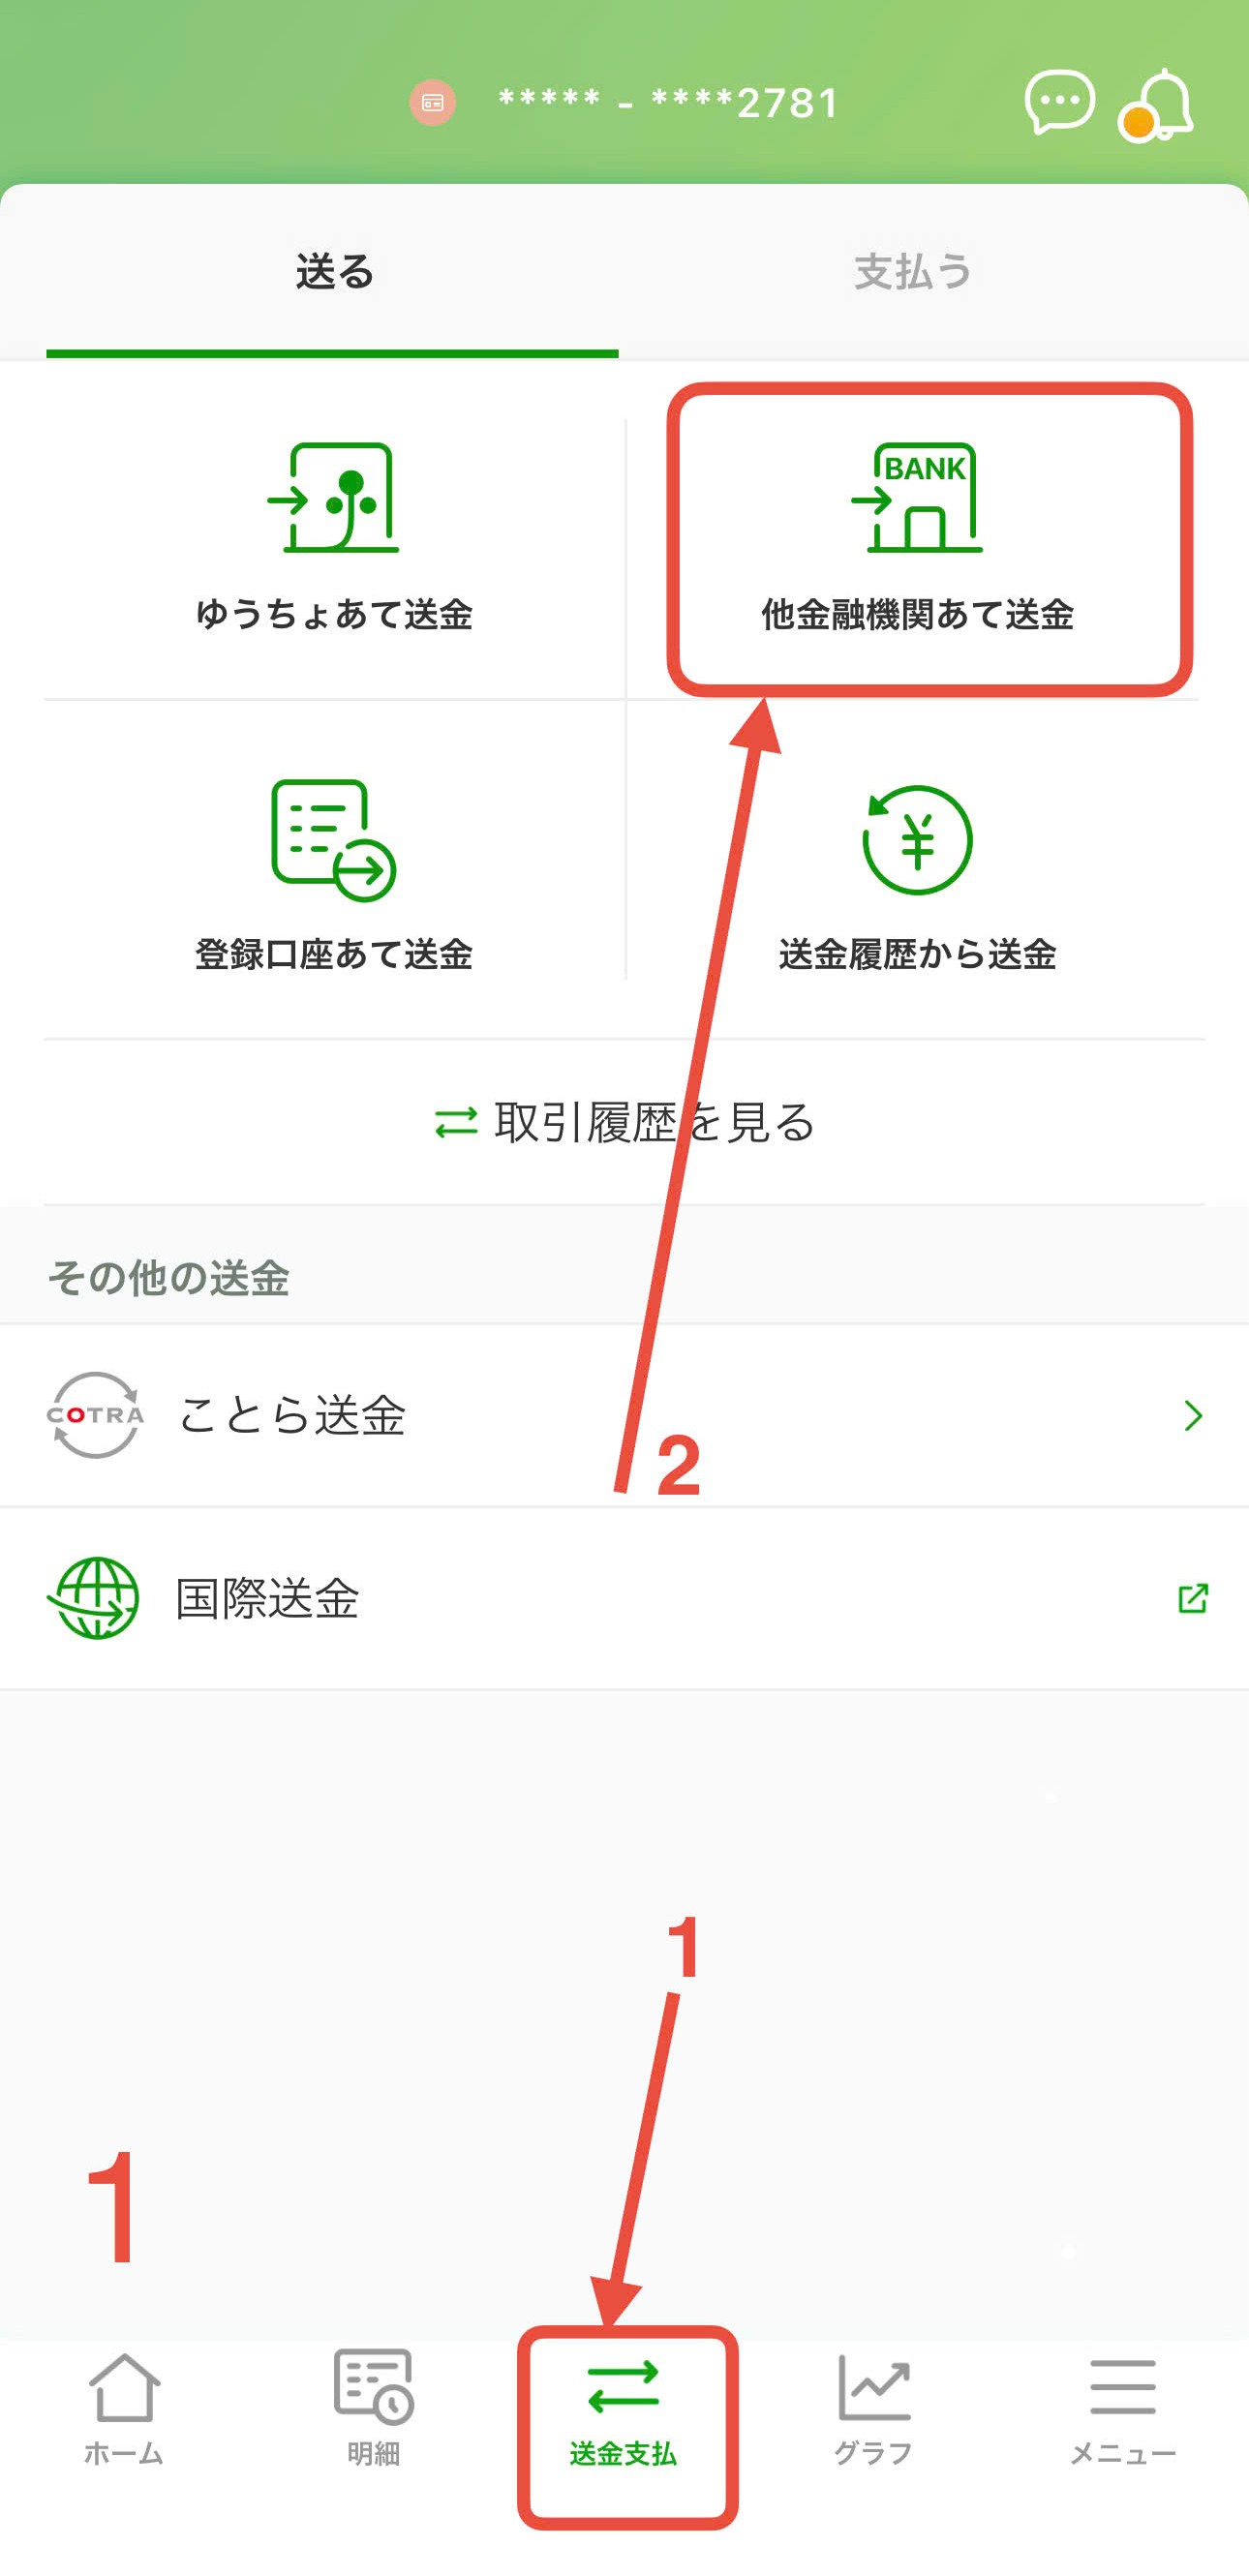 ***** - ****2781
送る
支払う
BANK
ゆうちょあて送金
他金融機関あて送金
登録口座あて送金
¥
送金履歴から送金
取引履歴を見る
その他の送金
COTRA
ことら送金
2
国際送金
1
1
ホーム
明細
送金支払
グラフ
メニュー